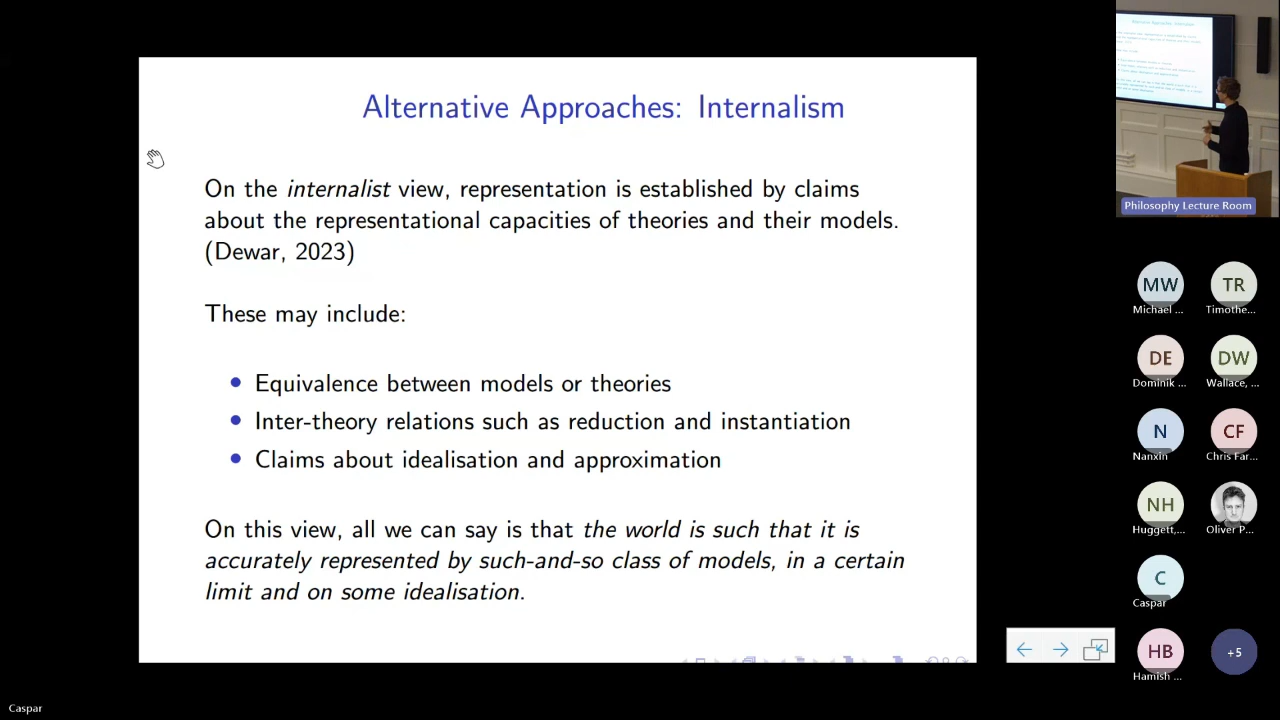 Alternative Approaches: Internalism
On the internalist view, representation is established by claims
about the representational capacities of theories and their models.
(Dewar, 2023)
These may include:
Equivalence between models or theories
Inter-theory relations such as reduction and instantiation
Claims about idealisation and approximation
On this view, all we can say is that the world is such that it is
accurately represented by such-and-so class of models, in a certain
limit and on some idealisation.
Philosophy Lecture Room
MW TR
Michael ... Timothe...
DE DW
Dominik ... Wallace, ...
N CF
Nanxin Chris Far...
NH
Huggett,... Oliver P...
C
Caspar
HB +5
Hamish ...
Caspar